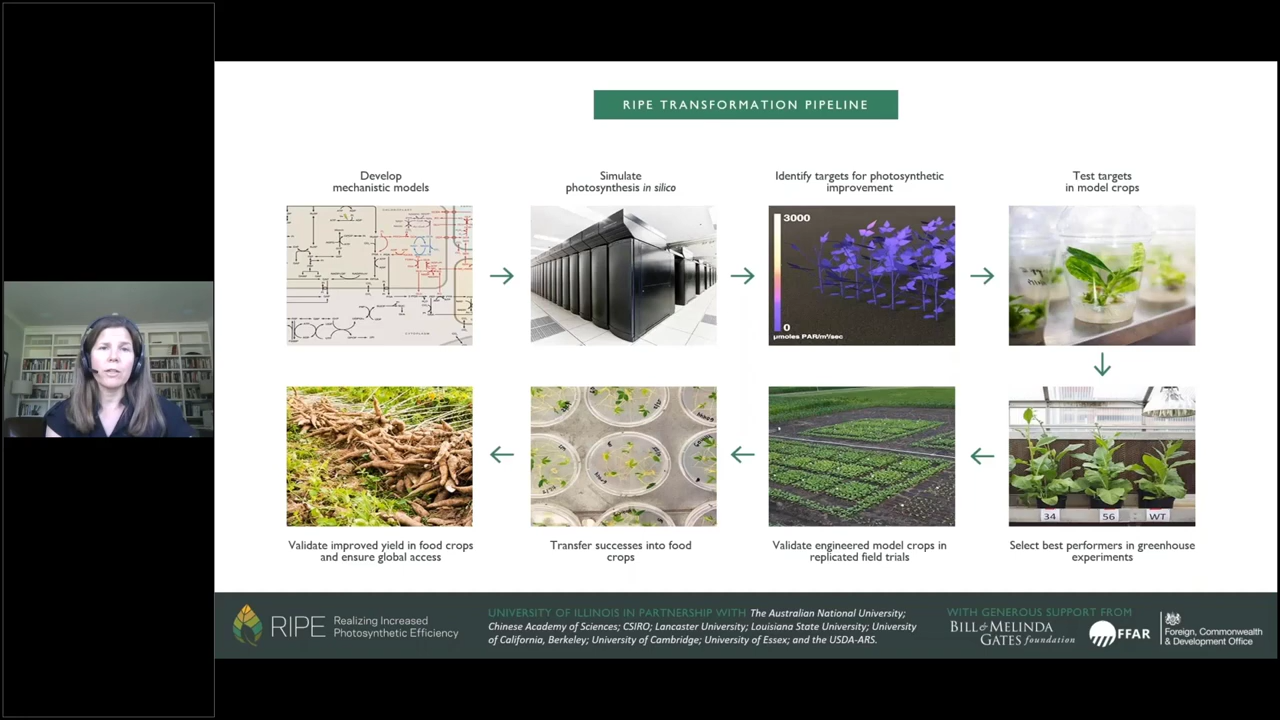 RIPE TRANSFORMATION PIPELINE
Develop
mechanistic models
Simulate
photosynthesis in silico
Identify targets for photosynthetic
improvement
Test targets
in model crops
3000
0
µmoles PAR/m²/sec
34
56
WT
Validate improved yield in food crops
and ensure global access
Transfer successes into food
crops
Validate engineered model crops in
replicated field trials
Select best performers in greenhouse
experiments
RIPE
Realizing Increased
Photosynthetic Efficiency
UNIVERSITY OF ILLINOIS IN PARTNERSHIP WITH The Australian National University;
Chinese Academy of Sciences; CSIRO; Lancaster University; Louisiana State University; University
of California, Berkeley; University of Cambridge; University of Essex; and the USDA-ARS.
WITH GENEROUS SUPPORT FROM
BILL & MELINDA
GATES foundation
FFAR
Foreign, Commonwealth
& Development Office